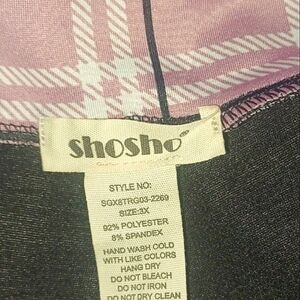 shosho®
STYLE NO:
SGX8TRG03-2269
SIZE:3X
92% POLYESTER
8% SPANDEX
HAND WASH COLD
WITH LIKE COLORS
HANG DRY
DO NOT BLEACH
DO NOT IRON
DO NOT DRY CLEAN